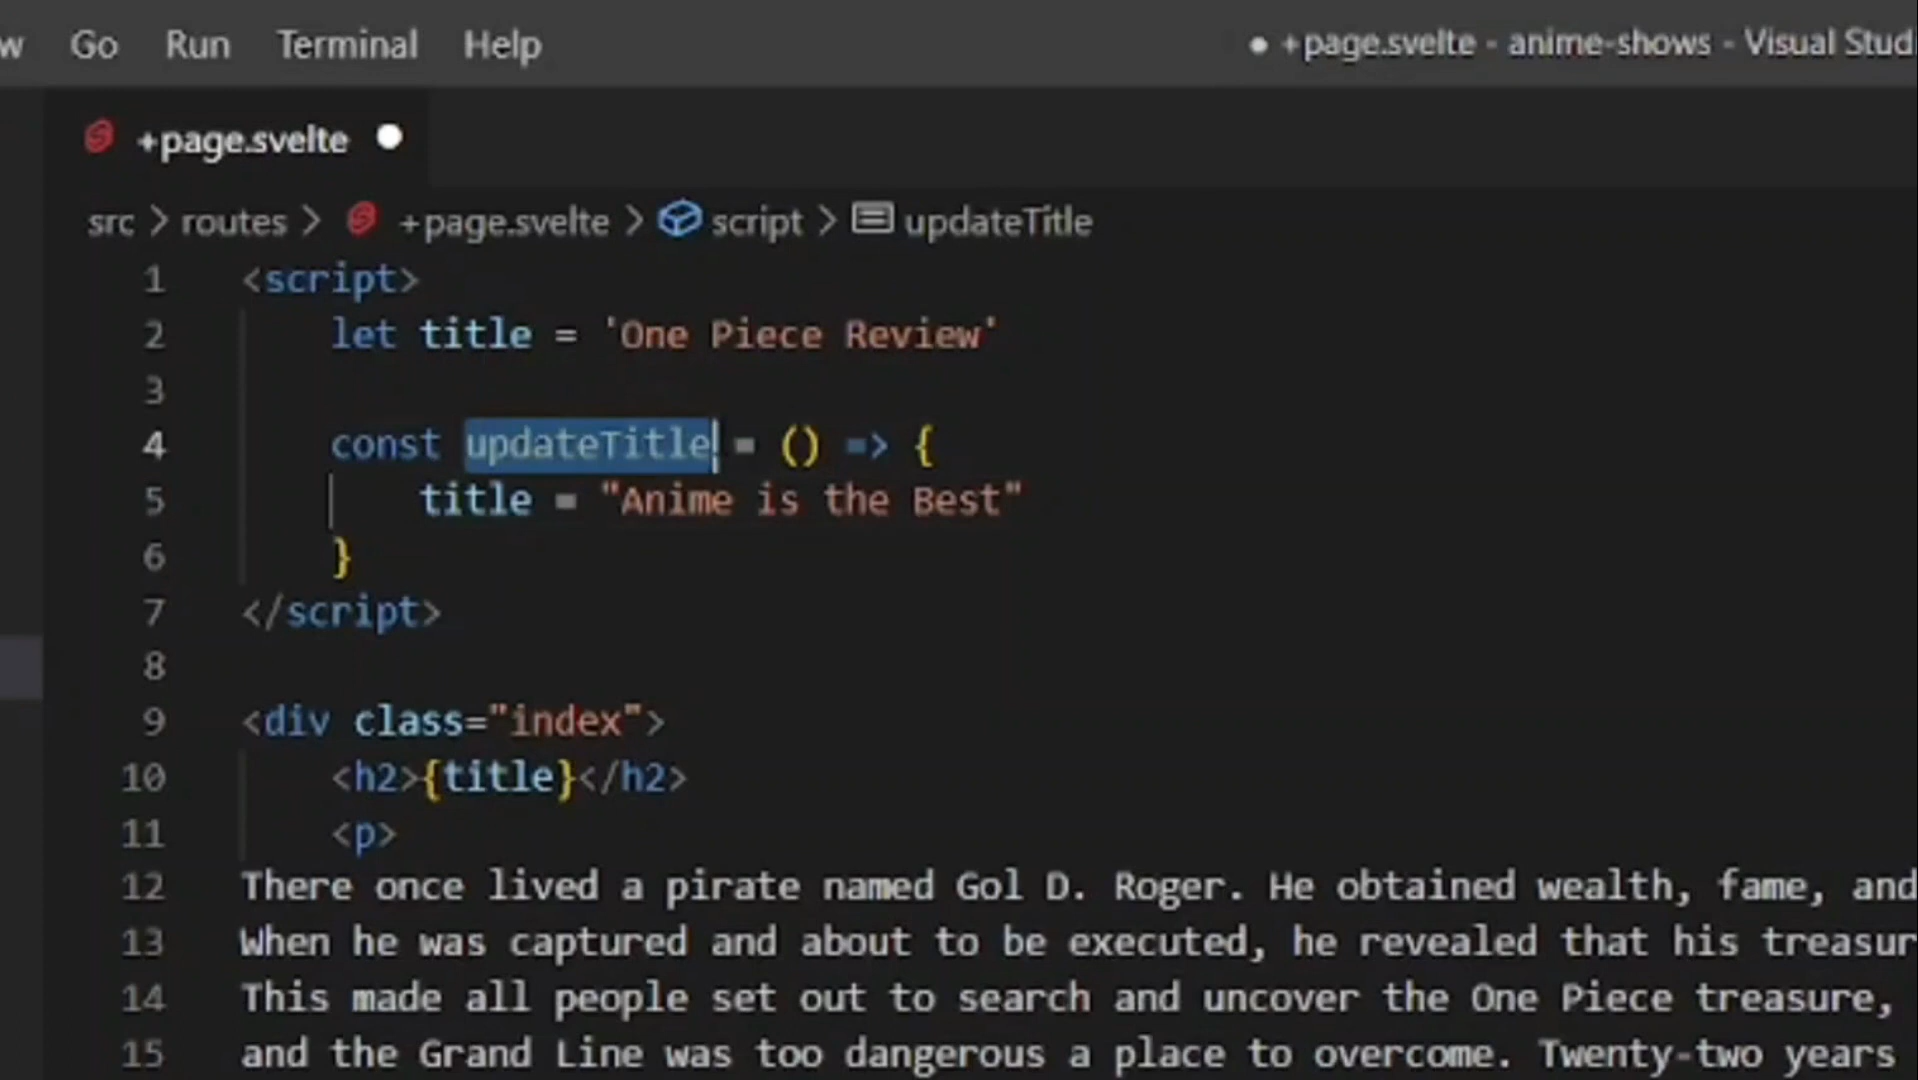 Go Run Terminal Help
● +page.svelte - anime-shows - Visual Stud
+page.svelte ●
src > routes > +page.svelte > script > updateTitle
1 <script>
2 let title = 'One Piece Review'
3
4 const updateTitle = () => {
5 title = "Anime is the Best"
6 }
7 </script>
8
9 <div class="index">
10 <h2>{title}</h2>
11 <p>
12 There once lived a pirate named Gol D. Roger. He obtained wealth, fame, and
13 When he was captured and about to be executed, he revealed that his treasur
14 This made all people set out to search and uncover the One Piece treasure,
15 and the Grand Line was too dangerous a place to overcome. Twenty-two years